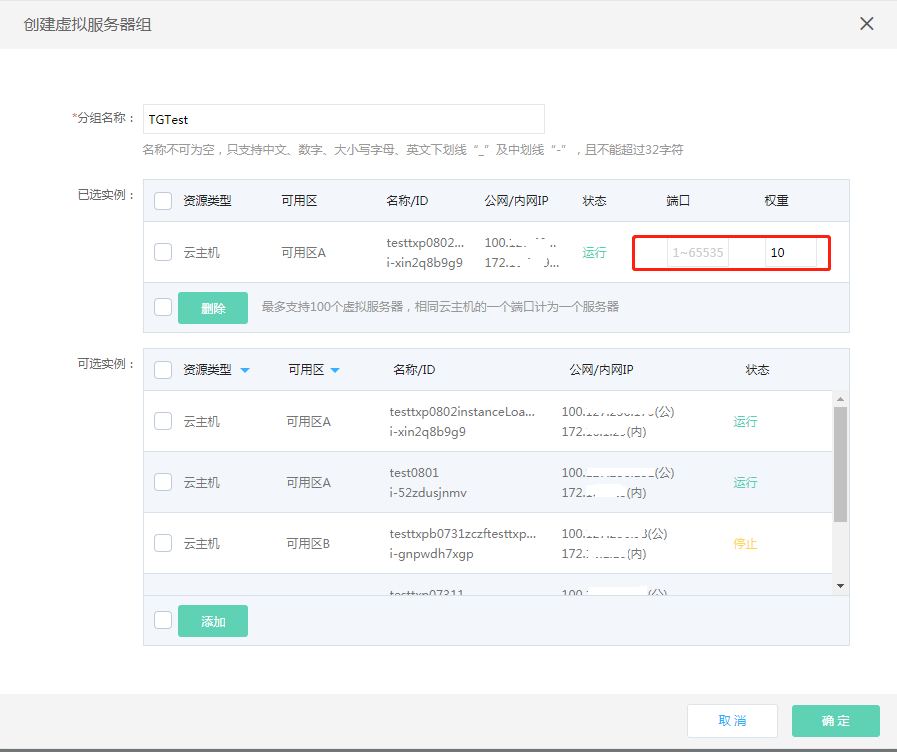 创建虚拟服务器组
*分组名称： TGTest
名称不可为空，只支持中文、数字、大小写字母、英文下划线“_”及中划线“-”，且不能超过32字符
已选实例： 资源类型 可用区 名称/ID 公网/内网IP 状态 端口 权重
云主机 可用区A testtxp0802... 100. 运行 1~65535 10
i-xin2q8b9g9 172.
删除 最多支持100个虚拟服务器，相同云主机的一个端口计为一个服务器
可选实例： 资源类型 可用区 名称/ID 公网/内网IP 状态
云主机 可用区A testtxp0802instanceLoa... 100. (公) 运行
i-xin2q8b9g9 172. (内)
云主机 可用区A test0801 100. (公) 运行
i-52zdusjnmv 172. (内)
云主机 可用区B testtxpb0731zczftesttxp... 100. (公) 停止
i-gnpwdh7xgp 172. (内)
testtxp07311 100. (公)
添加
取消 确定